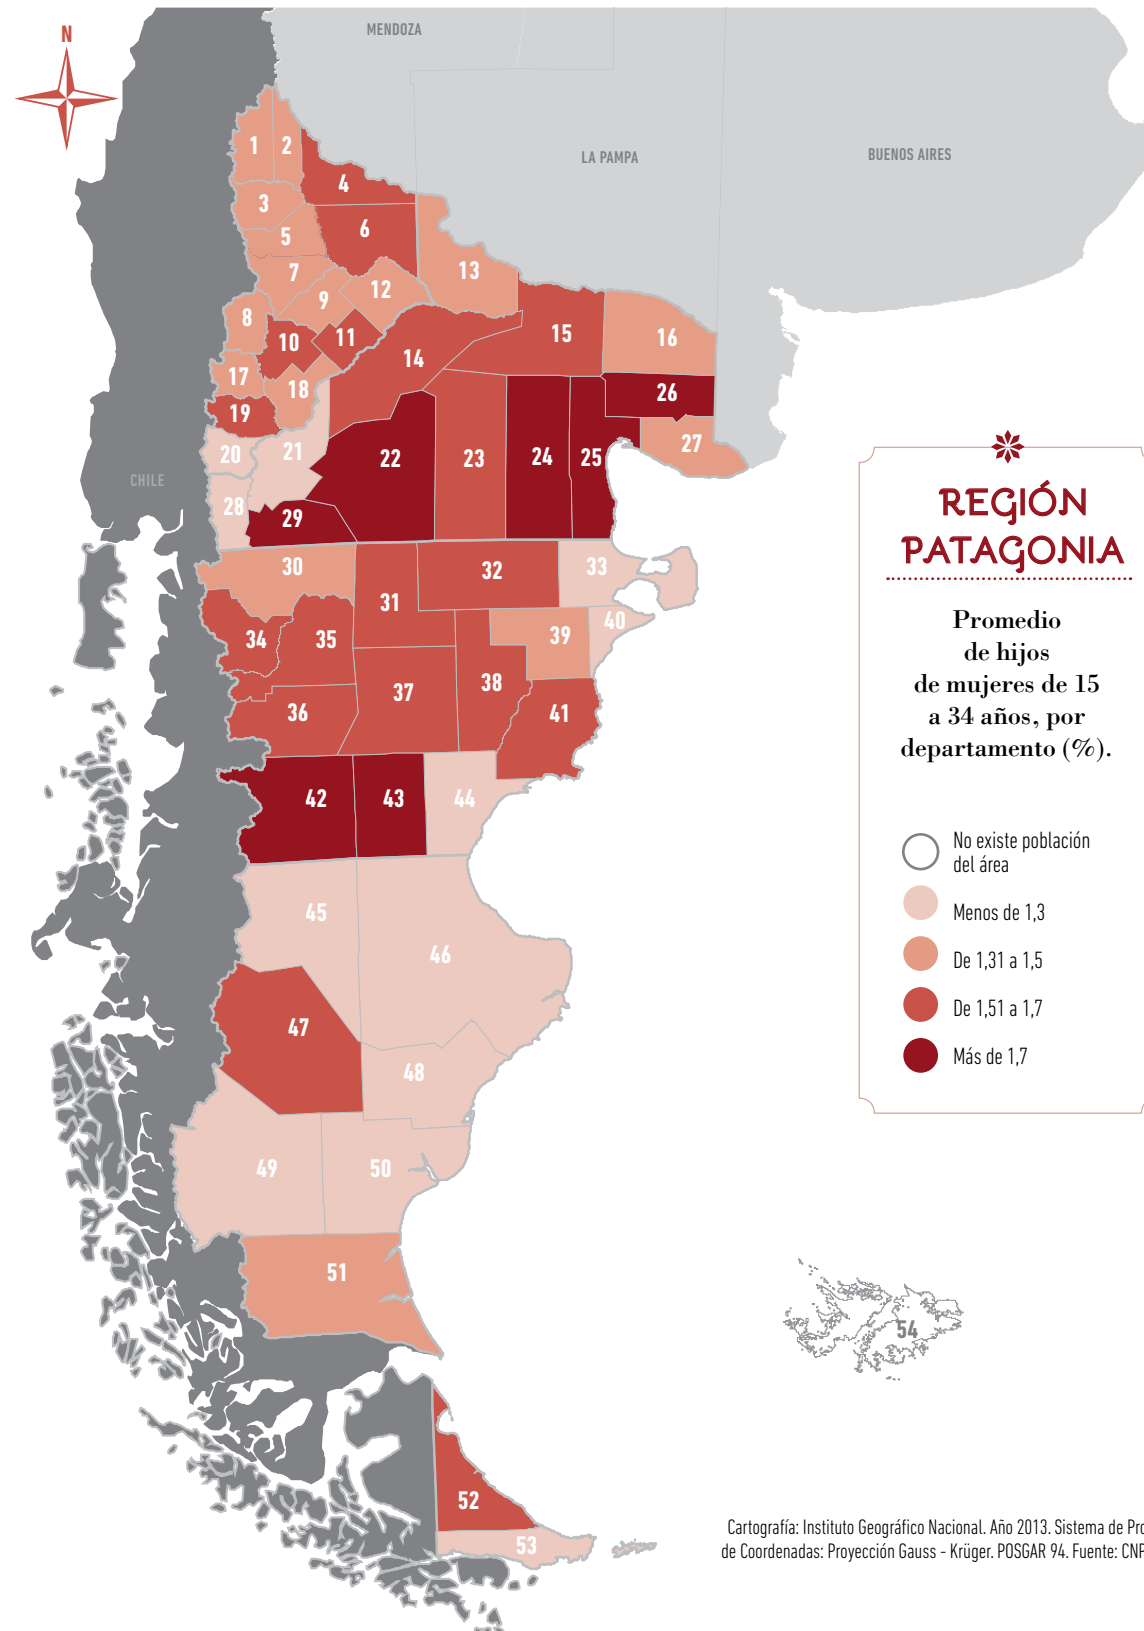 N
MENDOZA
LA PAMPA
BUENOS AIRES
CHILE
1
2
3
4
5
6
7
8
9
10
11
12
13
14
15
16
17
18
19
20
21
22
23
24
25
26
27
28
29
30
31
32
33
34
35
36
37
38
39
40
41
42
43
44
45
46
47
48
49
50
51
52
53
54
REGIÓN
PATAGONIA
Promedio
de hijos
de mujeres de 15
a 34 años, por
departamento (%).
No existe población
del área
Menos de 1,3
De 1,31 a 1,5
De 1,51 a 1,7
Más de 1,7
Cartografía: Instituto Geográfico Nacional. Año 2013. Sistema de Pro
de Coordenadas: Proyección Gauss - Krüger. POSGAR 94. Fuente: CNP